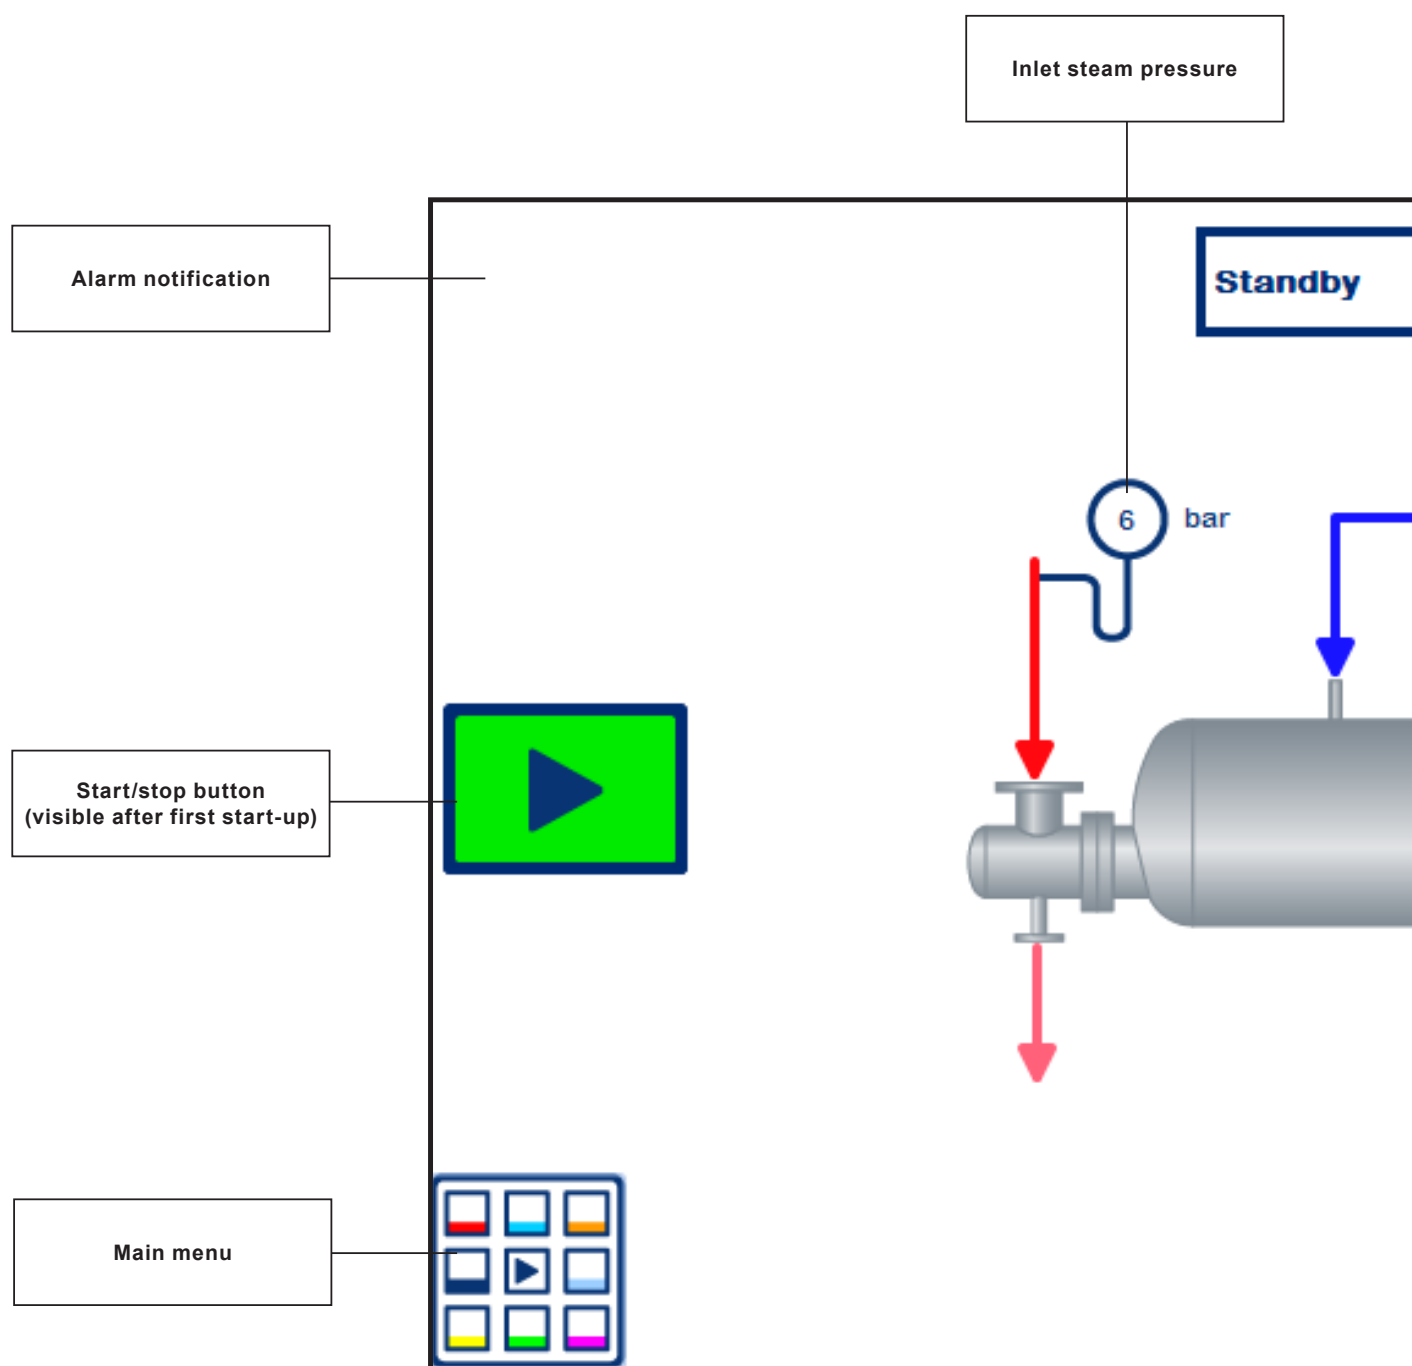 Inlet steam pressure
Alarm notification
Standby
6 bar
Start/stop button
(visible after first start-up)
Main menu